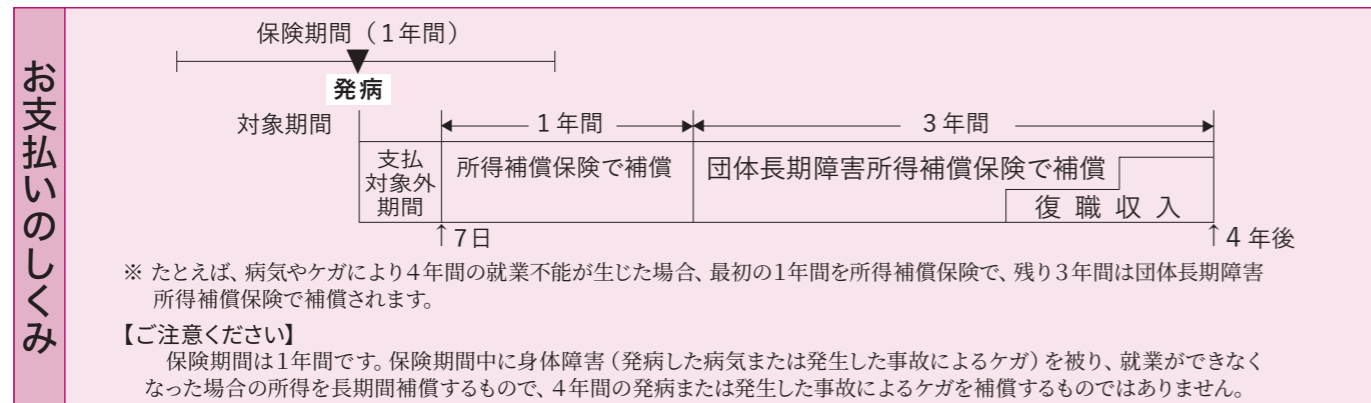 お支払いのしくみ
保険期間（1年間）
発病
対象期間
1年間
3年間
支払
対象外
期間
所得補償保険で補償
団体長期障害所得補償保険で補償
復職収入
↑7日
↑4年後
※ たとえば、病気やケガにより4年間の就業不能が生じた場合、最初の1年間を所得補償保険で、残り3年間は団体長期障害
所得補償保険で補償されます。
【ご注意ください】
保険期間は1年間です。保険期間中に身体障害（発病した病気または発生した事故によるケガ）を被り、就業ができなく
なった場合の所得を長期間補償するもので、4年間の発病または発生した事故によるケガを補償するものではありません。